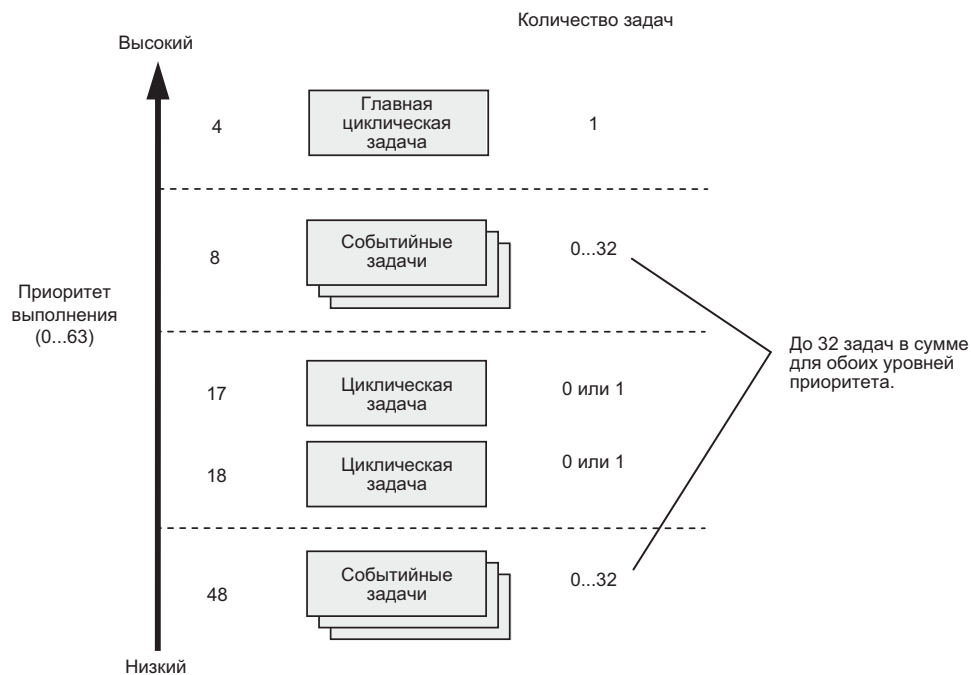 Количество задач
Высокий
4
Главная
циклическая
задача
1
8
Событийные
задачи
0...32
Приоритет
выполнения
(0...63)
До 32 задач в сумме
для обоих уровней
приоритета.
17
Циклическая
задача
0 или 1
18
Циклическая
задача
0 или 1
48
Событийные
задачи
0...32
Низкий